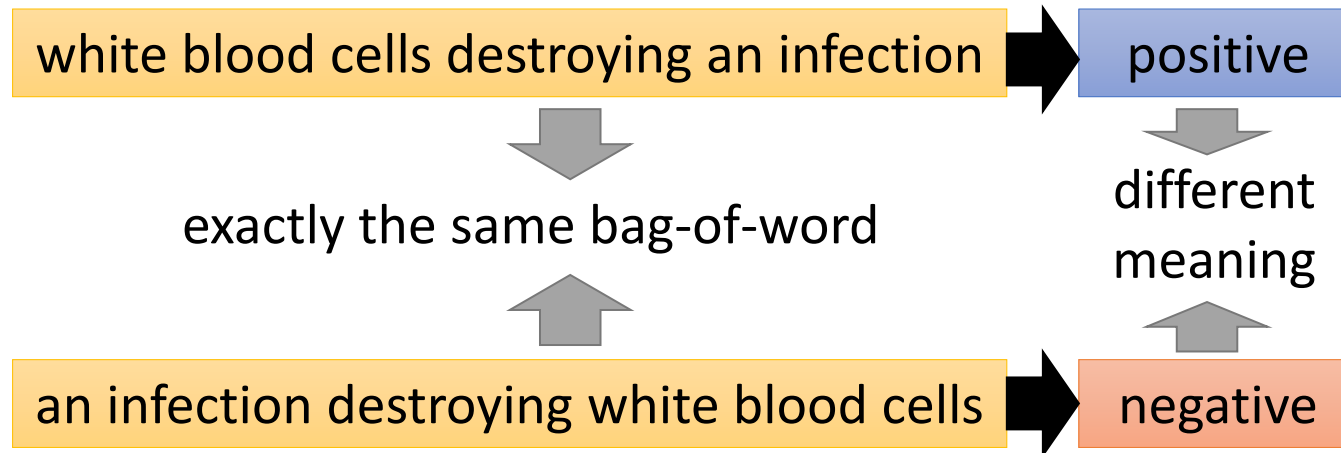 white blood cells destroying an infection
positive
exactly the same bag-of-word
different
meaning
an infection destroying white blood cells
negative